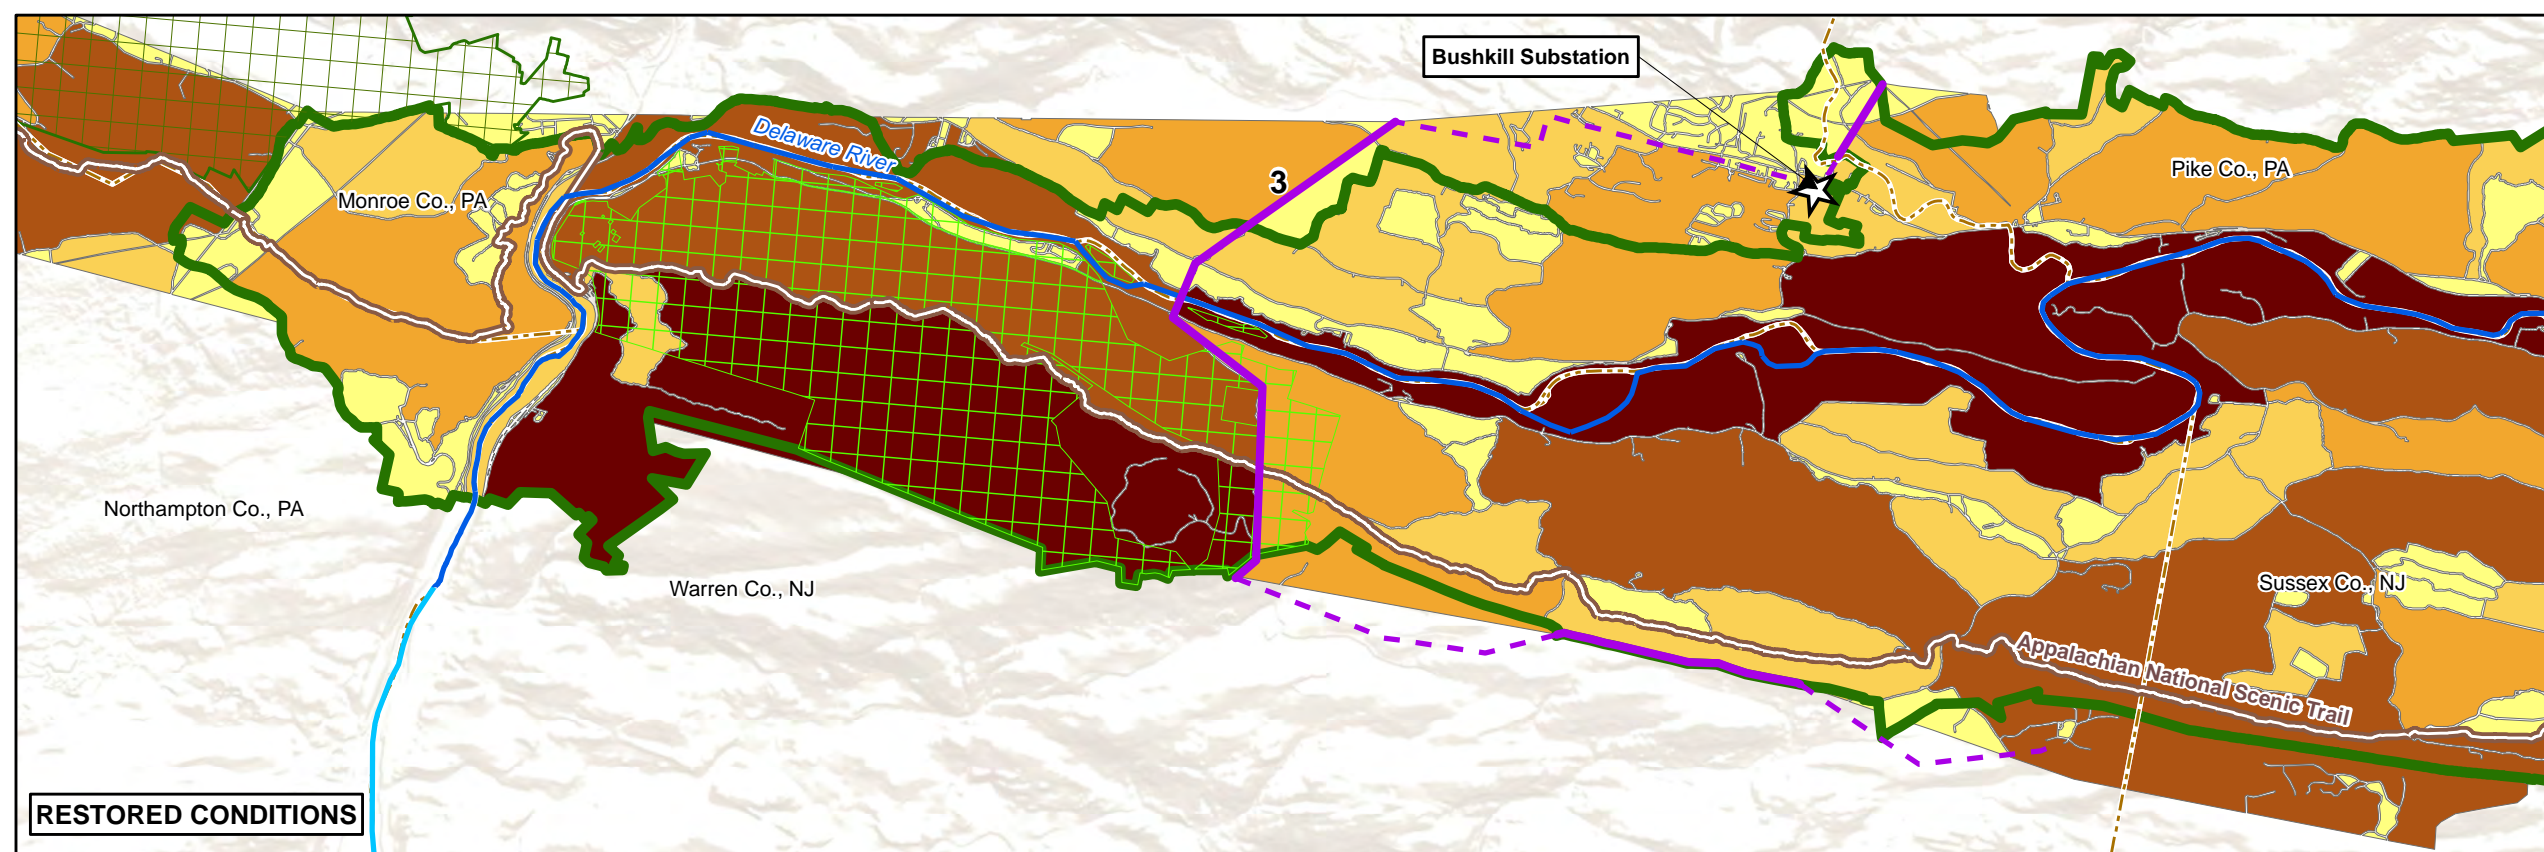 Bushkill Substation
Delaware River
3
Pike Co., PA
Monroe Co., PA
Northampton Co., PA
Warren Co., NJ
Sussex Co., NJ
Appalachian National Scenic Trail
RESTORED CONDITIONS